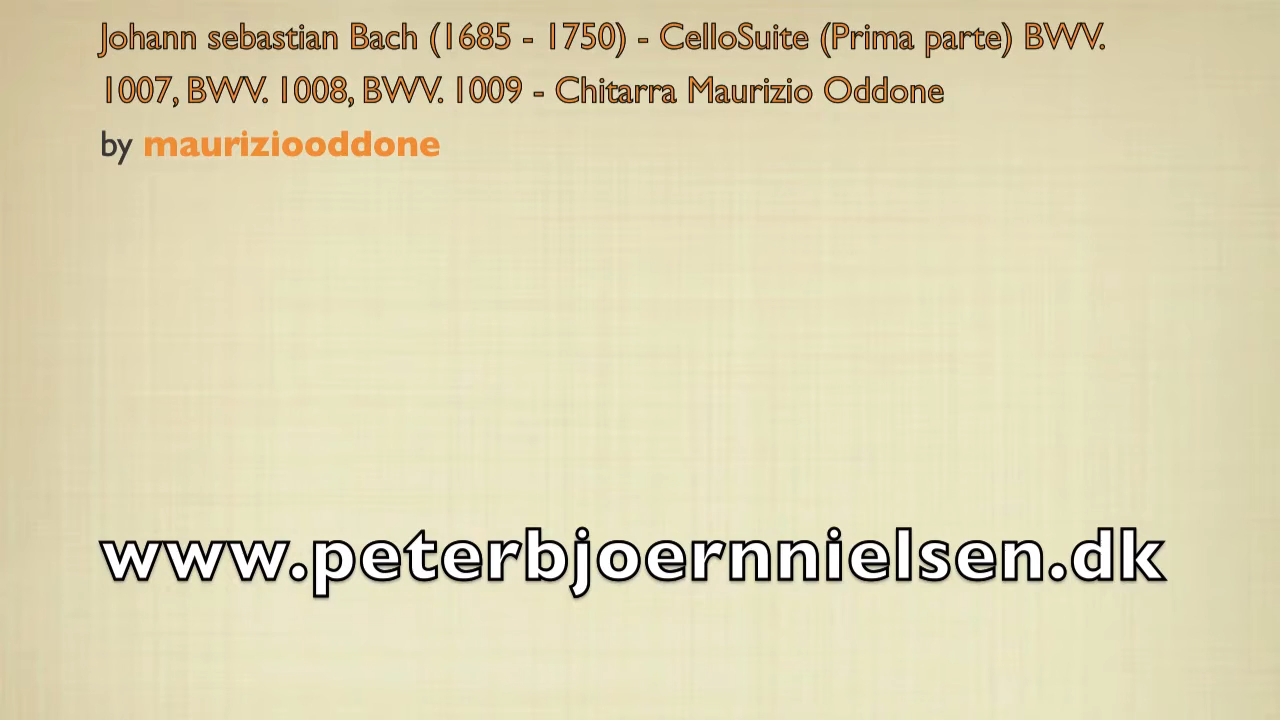 Johann sebastian Bach (1685 - 1750) - CelloSuite (Prima parte) BWV.
1007, BWV. 1008, BWV. 1009 - Chitarra Maurizio Oddone
by mauriziooddone
www.peterbjoernnielsen.dk